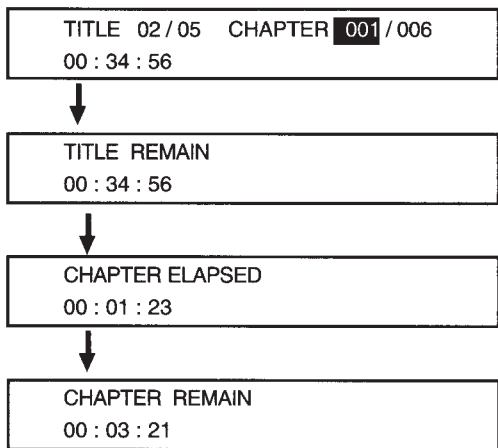 TITLE 02 / 05 CHAPTER 001 / 006
00 : 34 : 56
TITLE REMAIN
00 : 34 : 56
CHAPTER ELAPSED
00 : 01 : 23
CHAPTER REMAIN
00 : 03 : 21